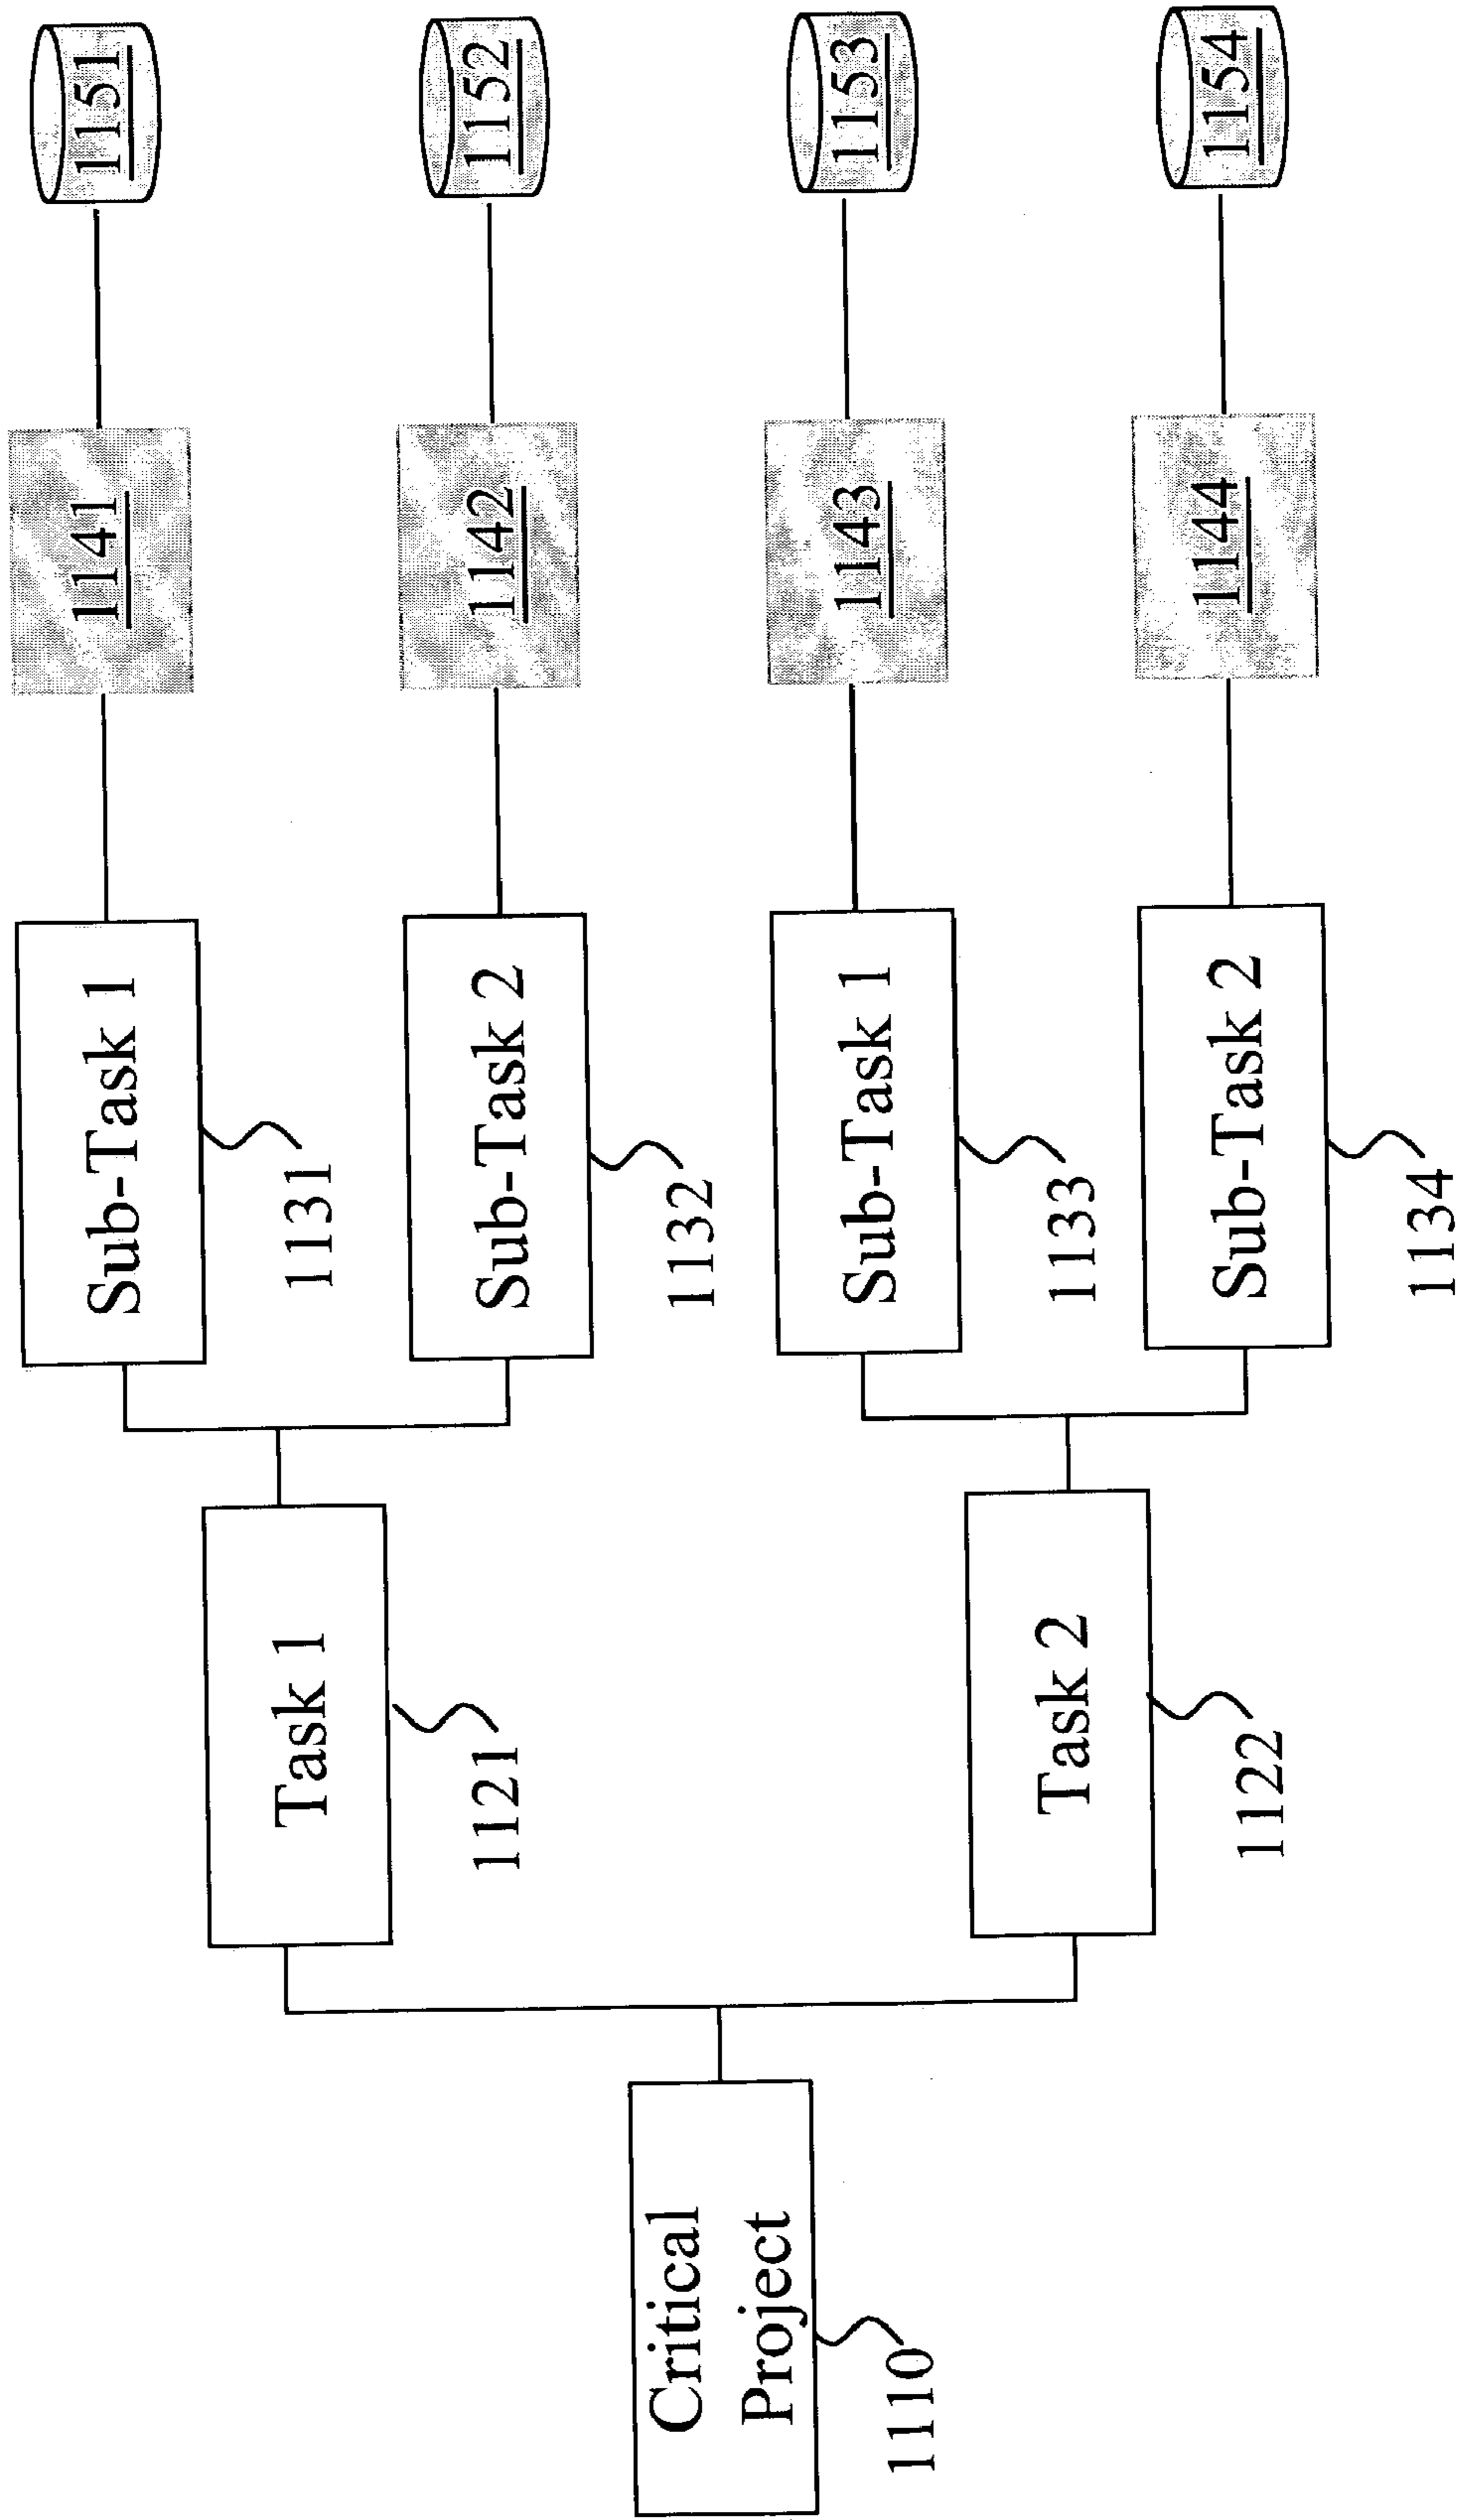 1151
1152
1153
1154
1141
1142
1143
1144
Sub-Task 1
1131
Sub-Task 2
1132
Sub-Task 1
1133
Sub-Task 2
1134
Task 1
1121
Task 2
1122
Critical
Project
1110